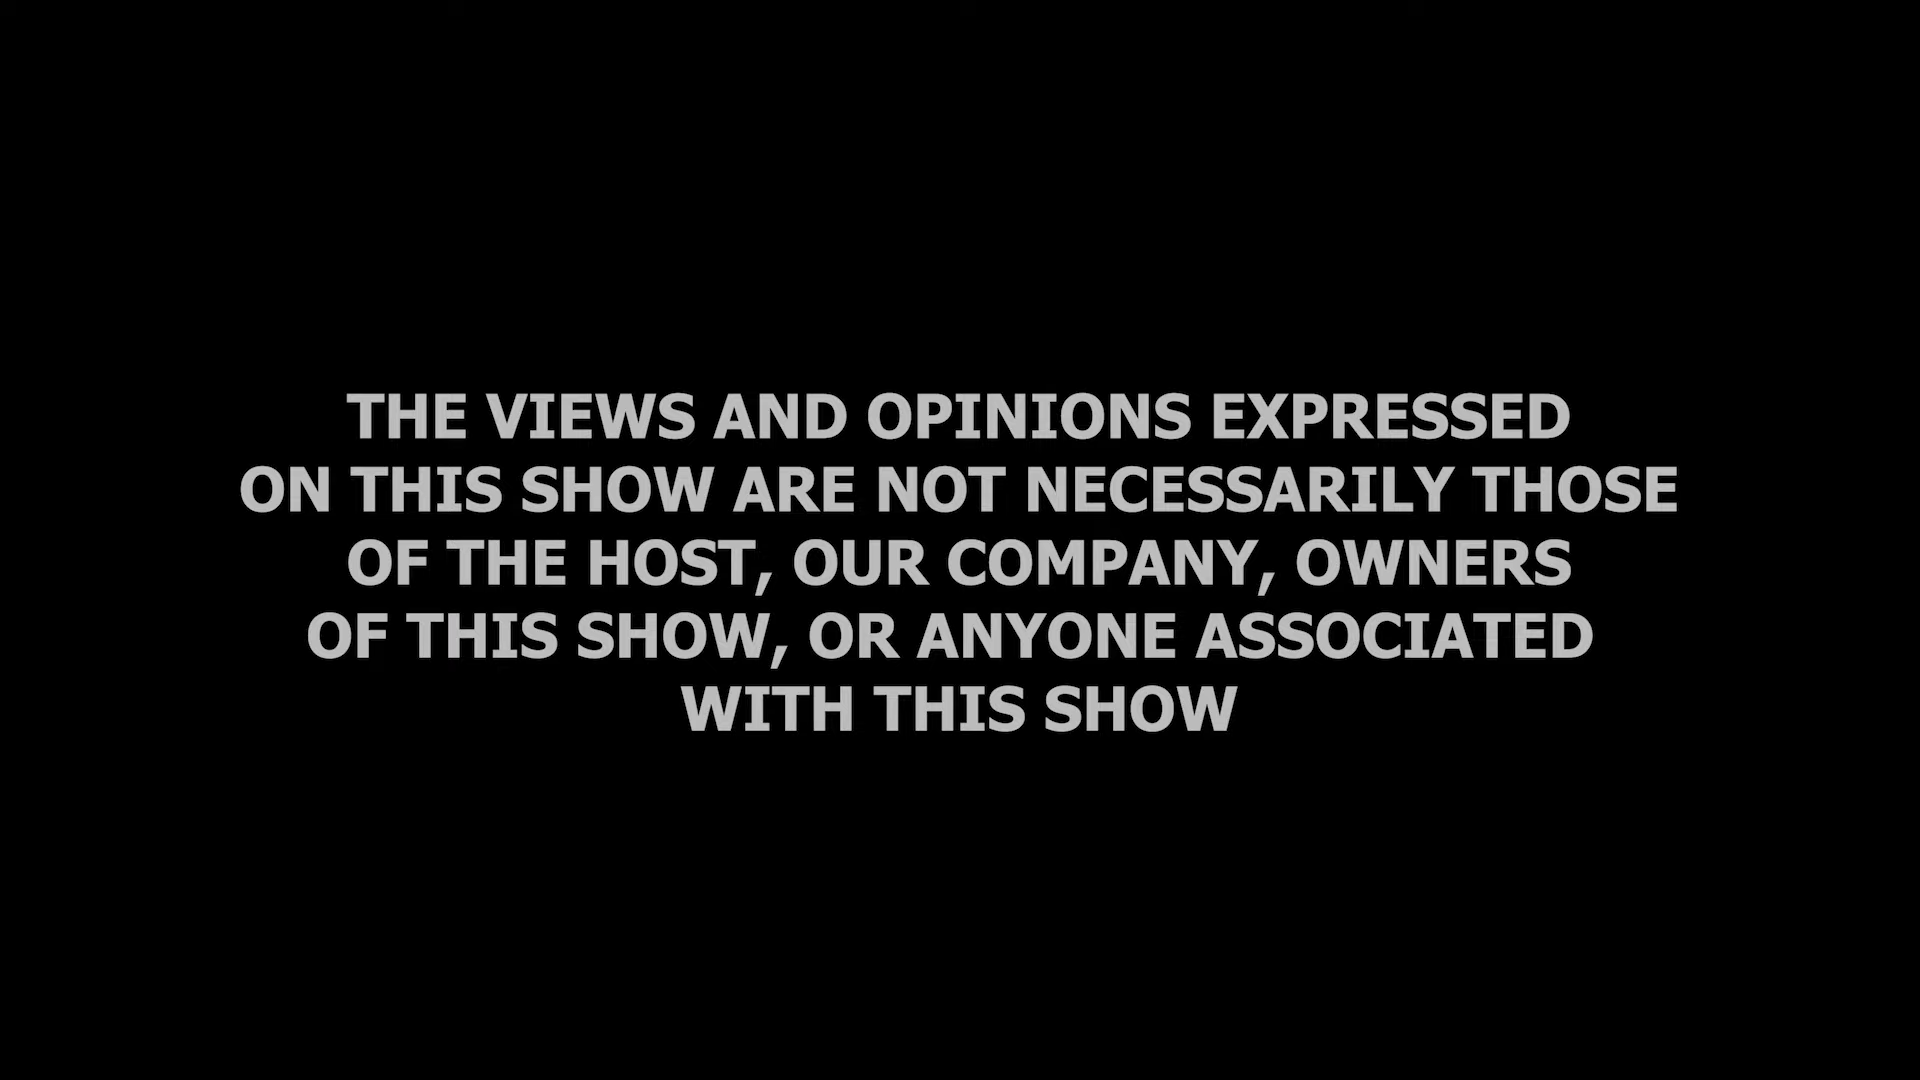 THE VIEWS AND OPINIONS EXPRESSED
ON THIS SHOW ARE NOT NECESSARILY THOSE
OF THE HOST, OUR COMPANY, OWNERS
OF THIS SHOW, OR ANYONE ASSOCIATED
WITH THIS SHOW